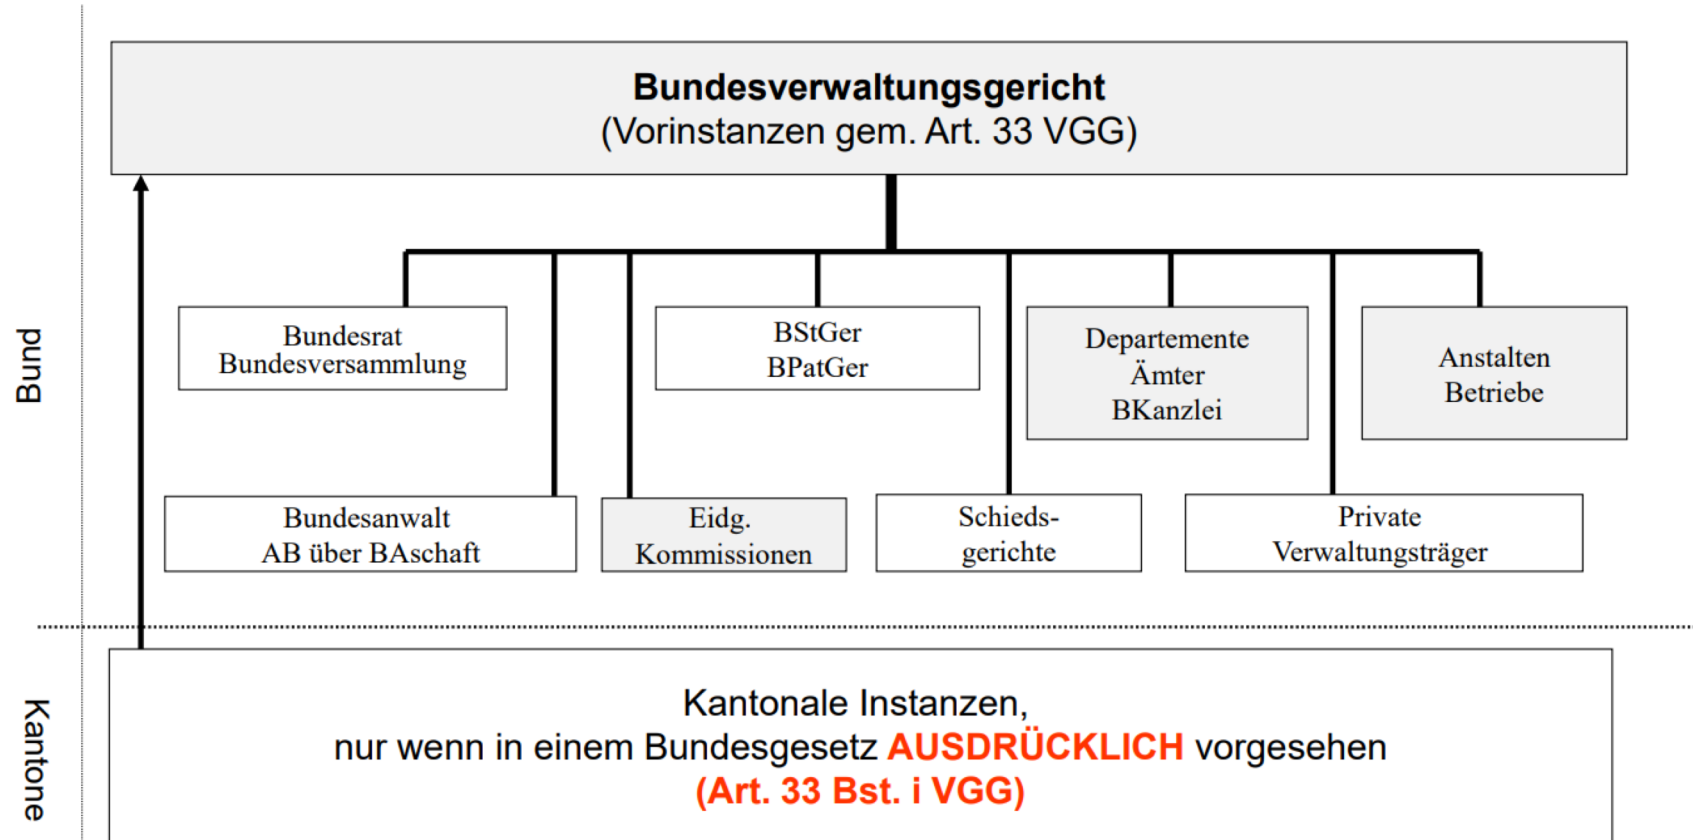 Bundesverwaltungsgericht
(Vorinstanzen gem. Art. 33 VGG)
Bund
Bundesrat
Bundesversammlung
BStGer
BPatGer
Departemente
Ämter
BKanzlei
Anstalten
Betriebe
Bundesanwalt
AB über BAschaft
Eidg.
Kommissionen
Schieds-
gerichte
Private
Verwaltungsträger
Kantone
Kantonale Instanzen,
nur wenn in einem Bundesgesetz AUSDRÜCKLICH vorgesehen
(Art. 33 Bst. i VGG)